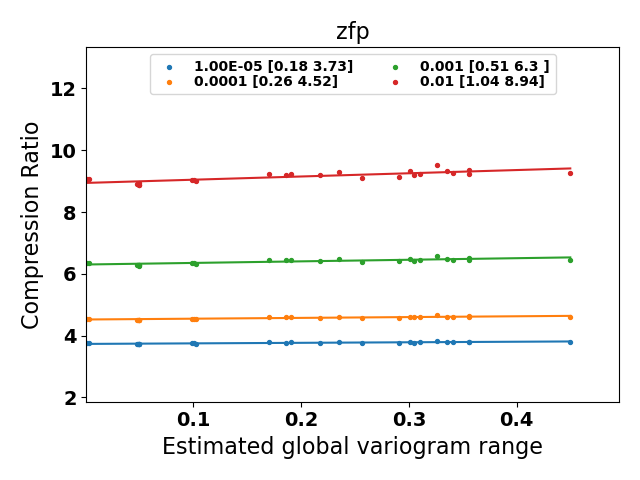 zfp
1.00E-05 [0.18 3.73]
0.0001 [0.26 4.52]
0.001 [0.51 6.3 ]
0.01 [1.04 8.94]
Compression Ratio
12
10
8
6
4
2
0.1 0.2 0.3 0.4
Estimated global variogram range